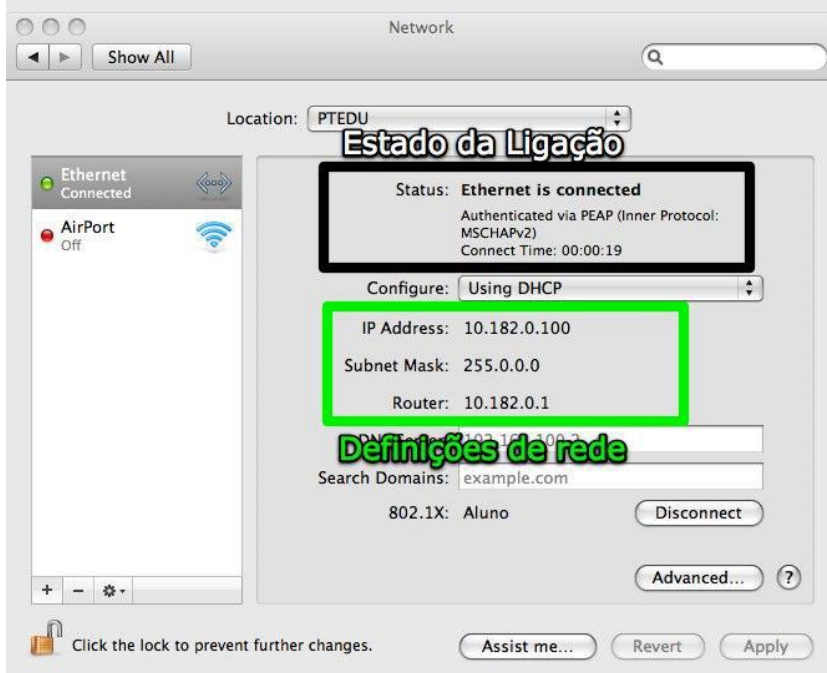 Network
Show All
Location: PTEDU
Estado da Ligação
Ethernet
Connected
AirPort
Off
Status: Ethernet is connected
Authenticated via PEAP (Inner Protocol:
MSCHAPv2)
Connect Time: 00:00:19
Configure: Using DHCP
IP Address: 10.182.0.100
Subnet Mask: 255.0.0.0
Router: 10.182.0.1
Definições de rede
Search Domains: example.com
802.1X: Aluno
Disconnect
Advanced... ?
+ −
Click the lock to prevent further changes.
Assist me... Revert Apply